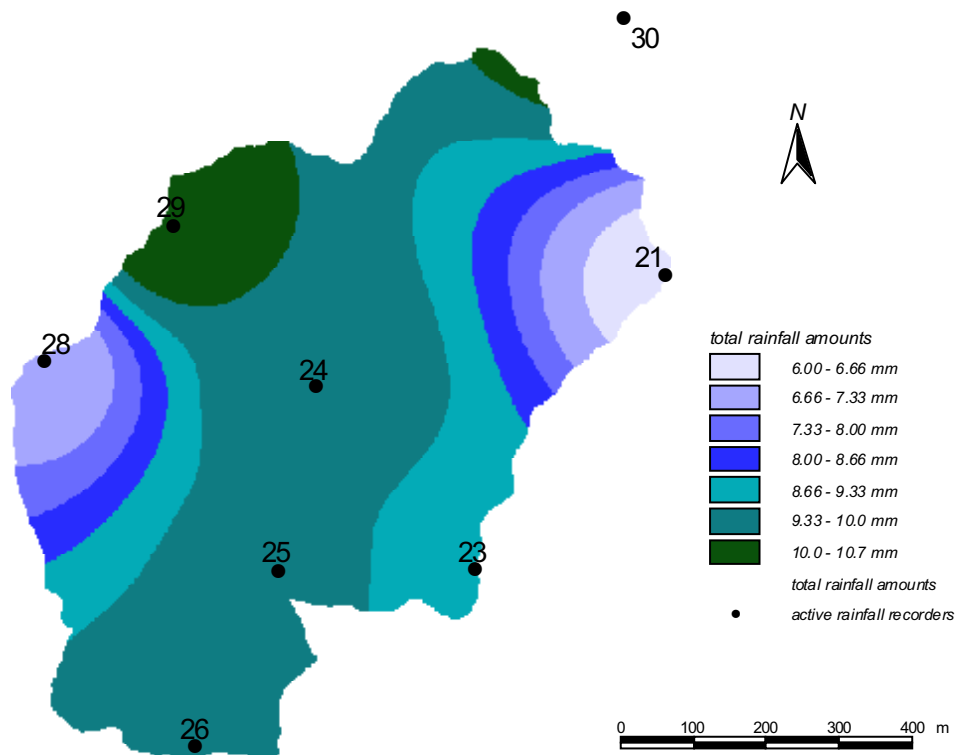 30
N
29
21
28
24
25
23
26
total rainfall amounts
6.00 - 6.66 mm
6.66 - 7.33 mm
7.33 - 8.00 mm
8.00 - 8.66 mm
8.66 - 9.33 mm
9.33 - 10.0 mm
10.0 - 10.7 mm
total rainfall amounts
active rainfall recorders
0 100 200 300 400 m